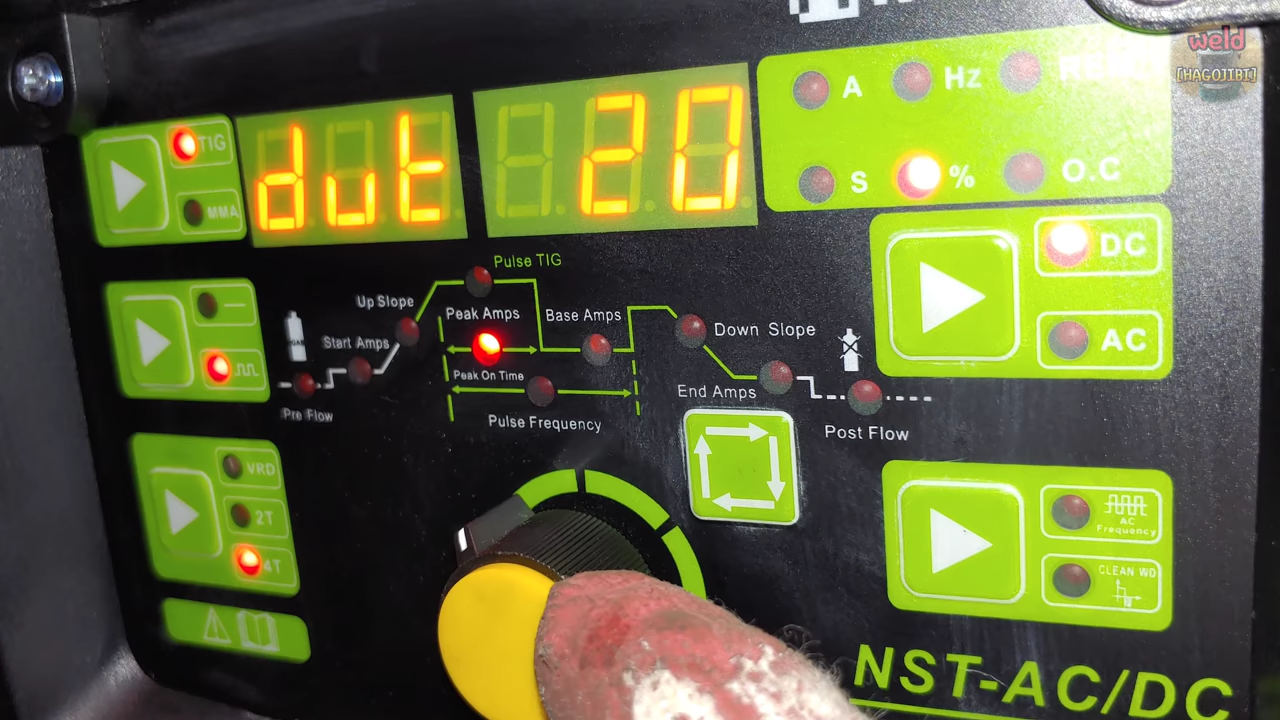 weld
[HAGOJIBI]
A
Hz
TIG
MMA
dut
20
S
%
O.C
DC
AC
Pulse TIG
Up Slope
Peak Amps
Base Amps
Start Amps
Down Slope
Peak On Time
End Amps
Pre Flow
Pulse Frequency
Post Flow
VRD
2T
4T
AC
Frequency
CLEAN WD
NST-AC/DC